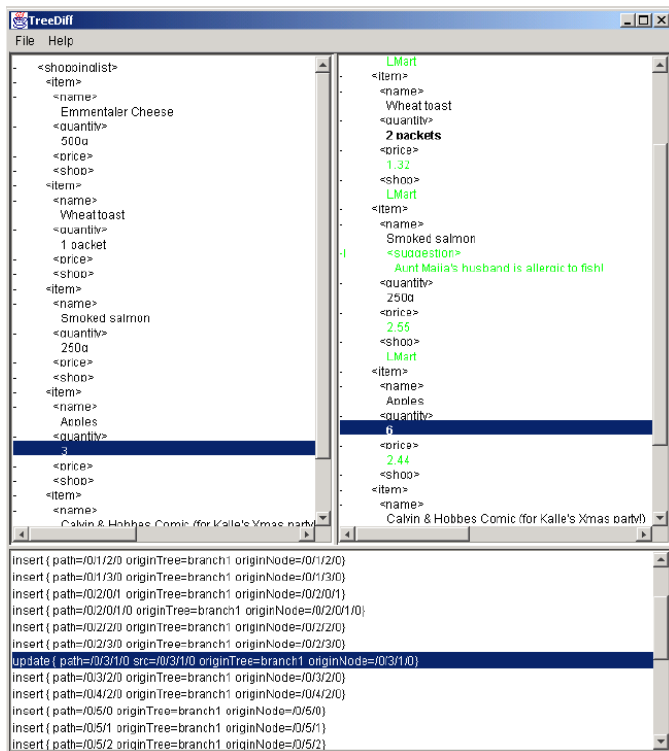 TreeDiff
File Help
<shoppinglist>
<item>
<name>
Emmentaler Cheese
<quantity>
500g
<price>
<shop>
<item>
<name>
Wheat toast
<quantity>
1 packet
<price>
<shop>
<item>
<name>
Smoked salmon
<quantity>
250g
<price>
<shop>
<item>
<name>
Apples
<quantity>
3
<price>
<shop>
<item>
<name>
Calvin & Hobbes Comic (for Kalle's Xmas party!
LMart
<item>
<name>
Wheat toast
<quantity>
2 packets
<price>
1.32
<shop>
LMart
<item>
<name>
Smoked salmon
<suggestion>
Aunt Maija's husband is allergic to fish!
<quantity>
250g
<price>
2.55
<shop>
LMart
<item>
<name>
Apples
<quantity>
6
<price>
2.44
<shop>
<item>
<name>
Calvin & Hobbes Comic (for Kalle's Xmas party!)
insert { path=/0/1/2/0 originTree=branch1 originNode=/0/1/2/0}
insert { path=/0/1/3/0 originTree=branch1 originNode=/0/1/3/0}
insert { path=/0/2/0/1 originTree=branch1 originNode=/0/2/0/1}
insert { path=/0/2/0/1/0 originTree=branch1 originNode=/0/2/0/1/0}
insert { path=/0/2/2/0 originTree=branch1 originNode=/0/2/2/0}
insert { path=/0/2/3/0 originTree=branch1 originNode=/0/2/3/0}
update { path=/0/3/1/0 src=/0/3/1/0 originTree=branch1 originNode=/0/3/1/0}
insert { path=/0/3/2/0 originTree=branch1 originNode=/0/3/2/0}
insert { path=/0/4/2/0 originTree=branch1 originNode=/0/4/2/0}
insert { path=/0/5/0 originTree=branch1 originNode=/0/5/0}
insert { path=/0/5/1 originTree=branch1 originNode=/0/5/1}
insert { path=/0/5/2 originTree=branch1 originNode=/0/5/2}